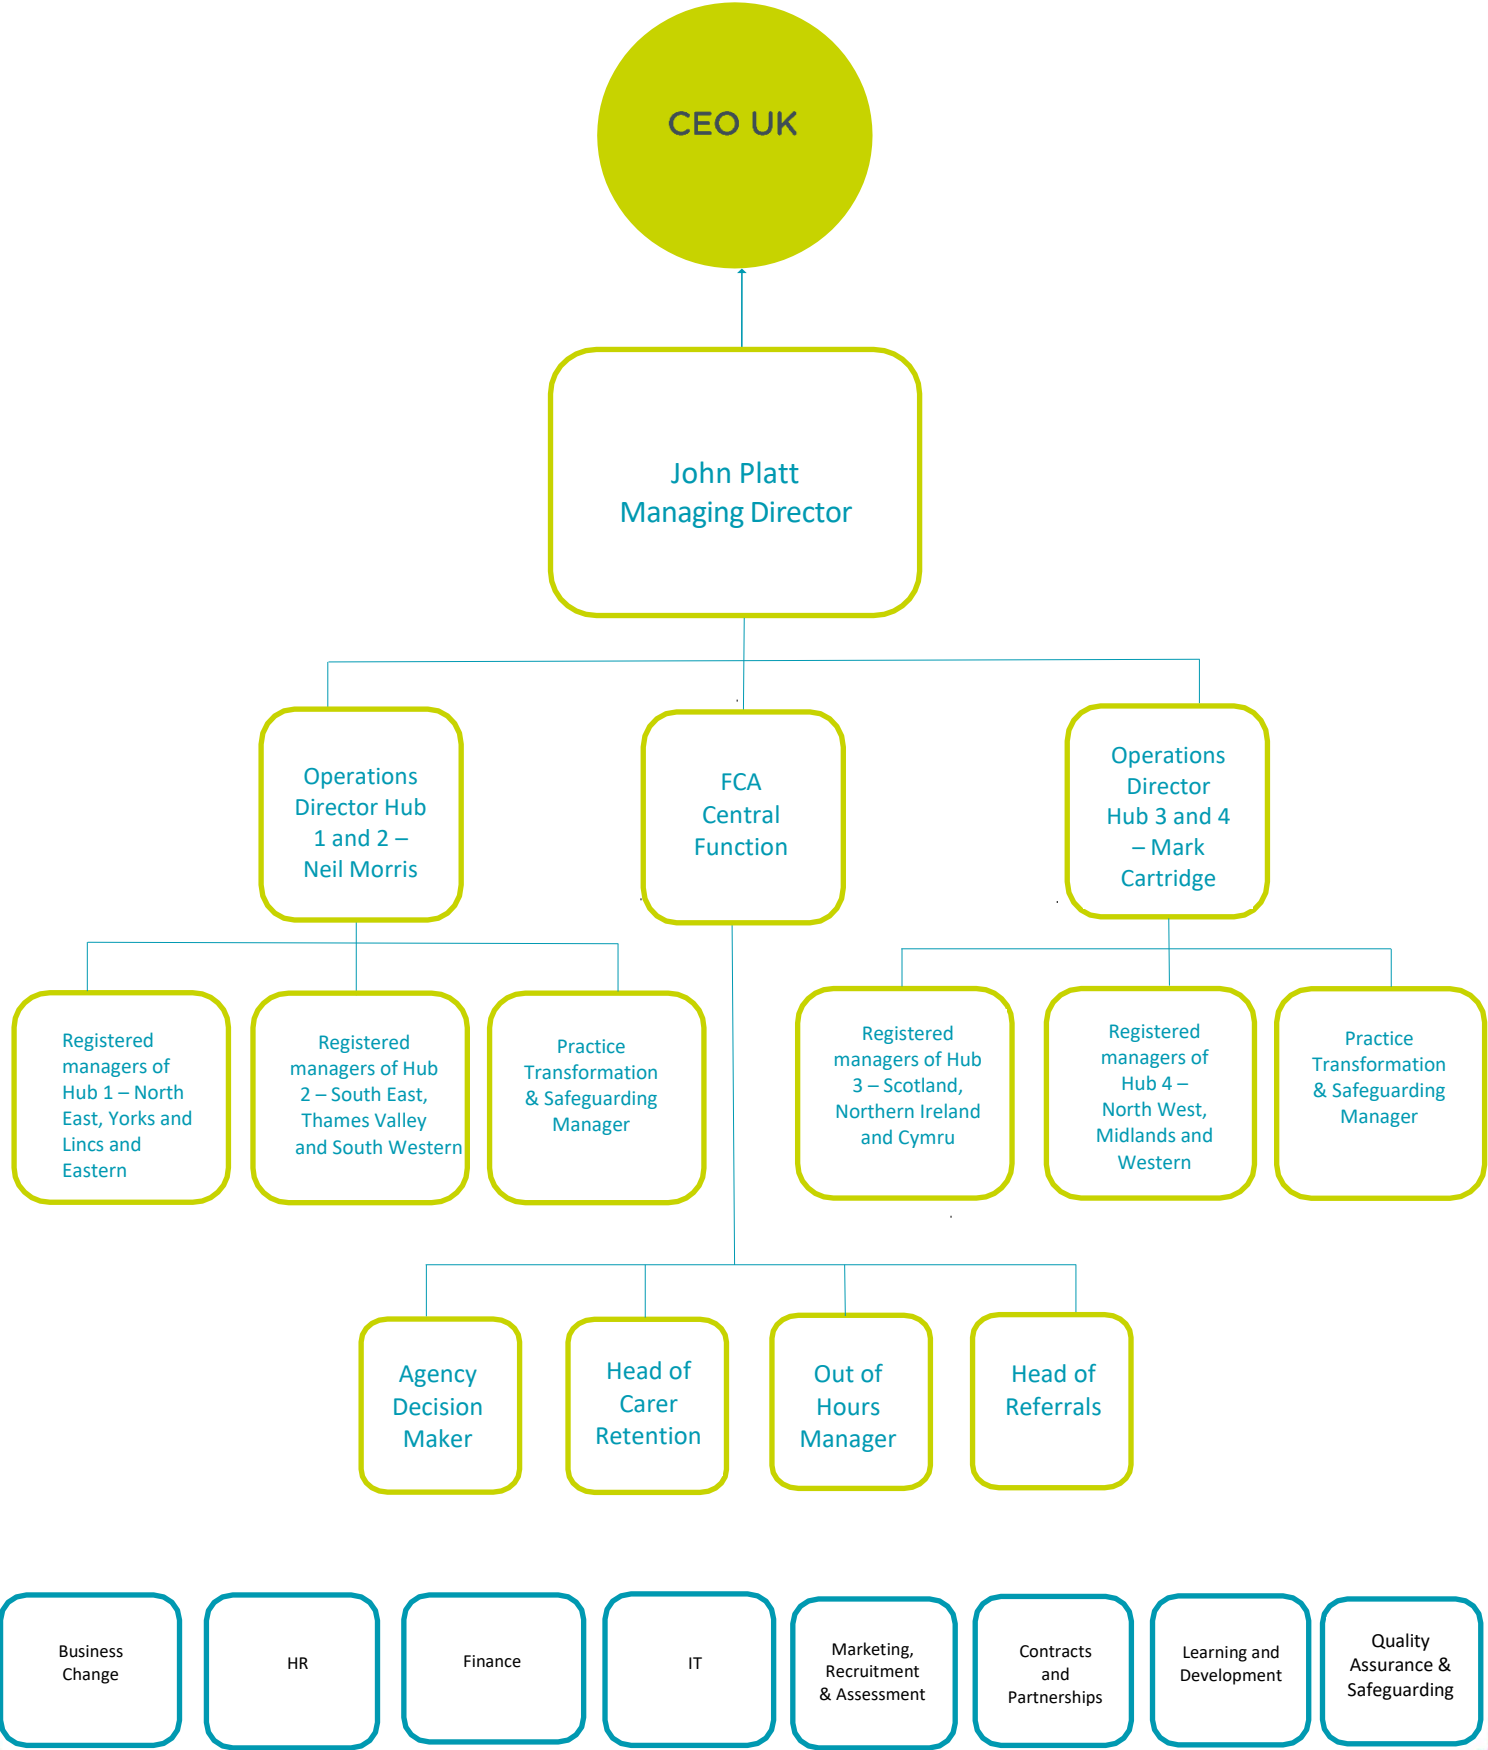 CEO UK
John Platt
Managing Director
Operations
Director Hub
1 and 2 –
Neil Morris
FCA
Central
Function
Operations
Director
Hub 3 and 4
– Mark
Cartridge
Registered
managers of
Hub 1 – North
East, Yorks and
Lincs and
Eastern
Registered
managers of Hub
2 – South East,
Thames Valley
and South Western
Practice
Transformation
& Safeguarding
Manager
Registered
managers of Hub
3 – Scotland,
Northern Ireland
and Cymru
Registered
managers of
Hub 4 –
North West,
Midlands and
Western
Practice
Transformation
& Safeguarding
Manager
Agency
Decision
Maker
Head of
Carer
Retention
Out of
Hours
Manager
Head of
Referrals
Business
Change
HR
Finance
IT
Marketing,
Recruitment
& Assessment
Contracts
and
Partnerships
Learning and
Development
Quality
Assurance &
Safeguarding